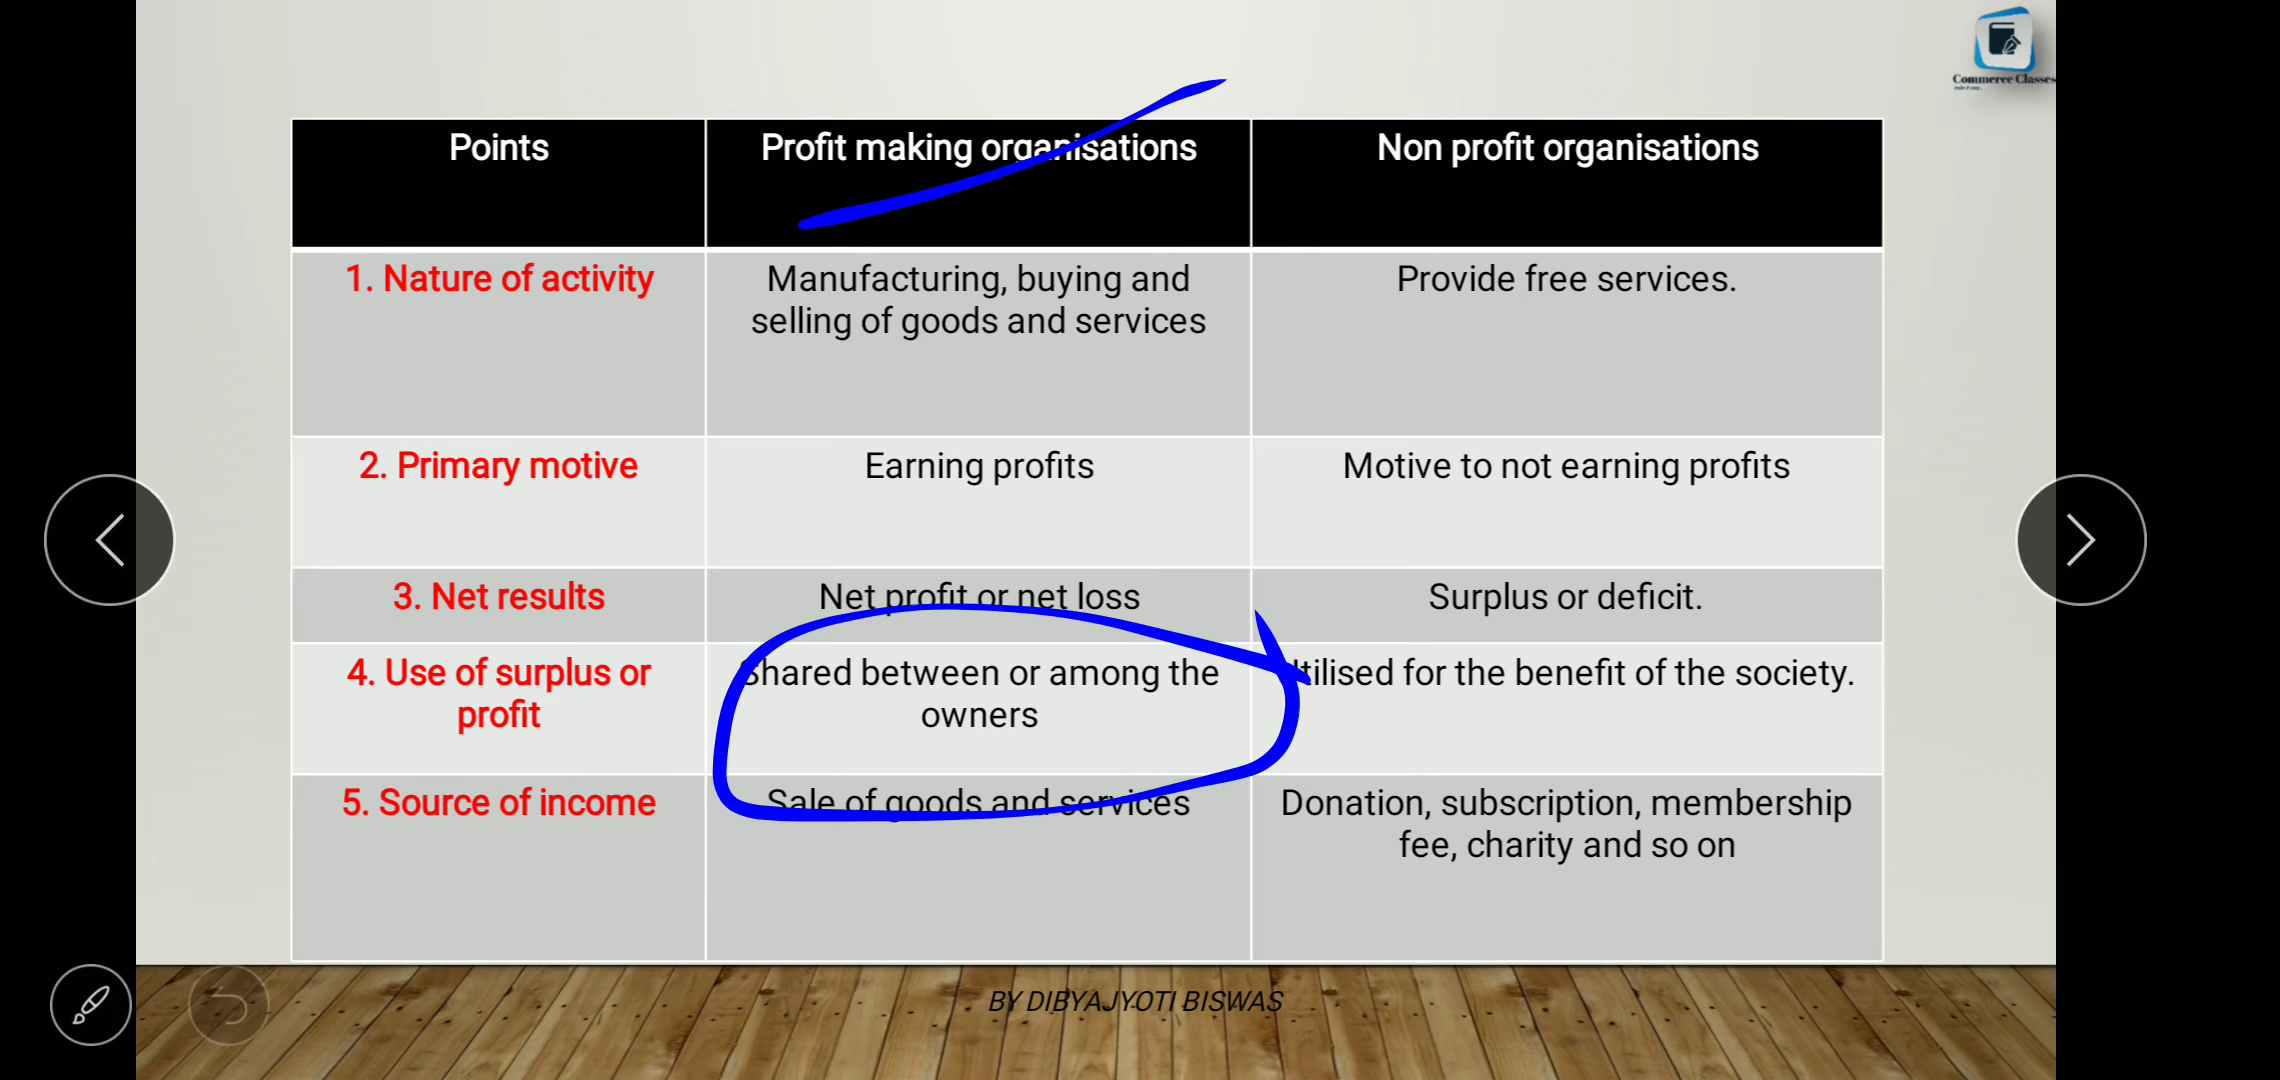 Commerce Classes
Points
Profit making organisations
Non profit organisations
1. Nature of activity
Manufacturing, buying and
selling of goods and services
Provide free services.
2. Primary motive
Earning profits
Motive to not earning profits
3. Net results
Net profit or net loss
Surplus or deficit.
4. Use of surplus or
profit
Shared between or among the
owners
Utilised for the benefit of the society.
5. Source of income
Sale of goods and services
Donation, subscription, membership
fee, charity and so on
BY DIBYAJYOTI BISWAS